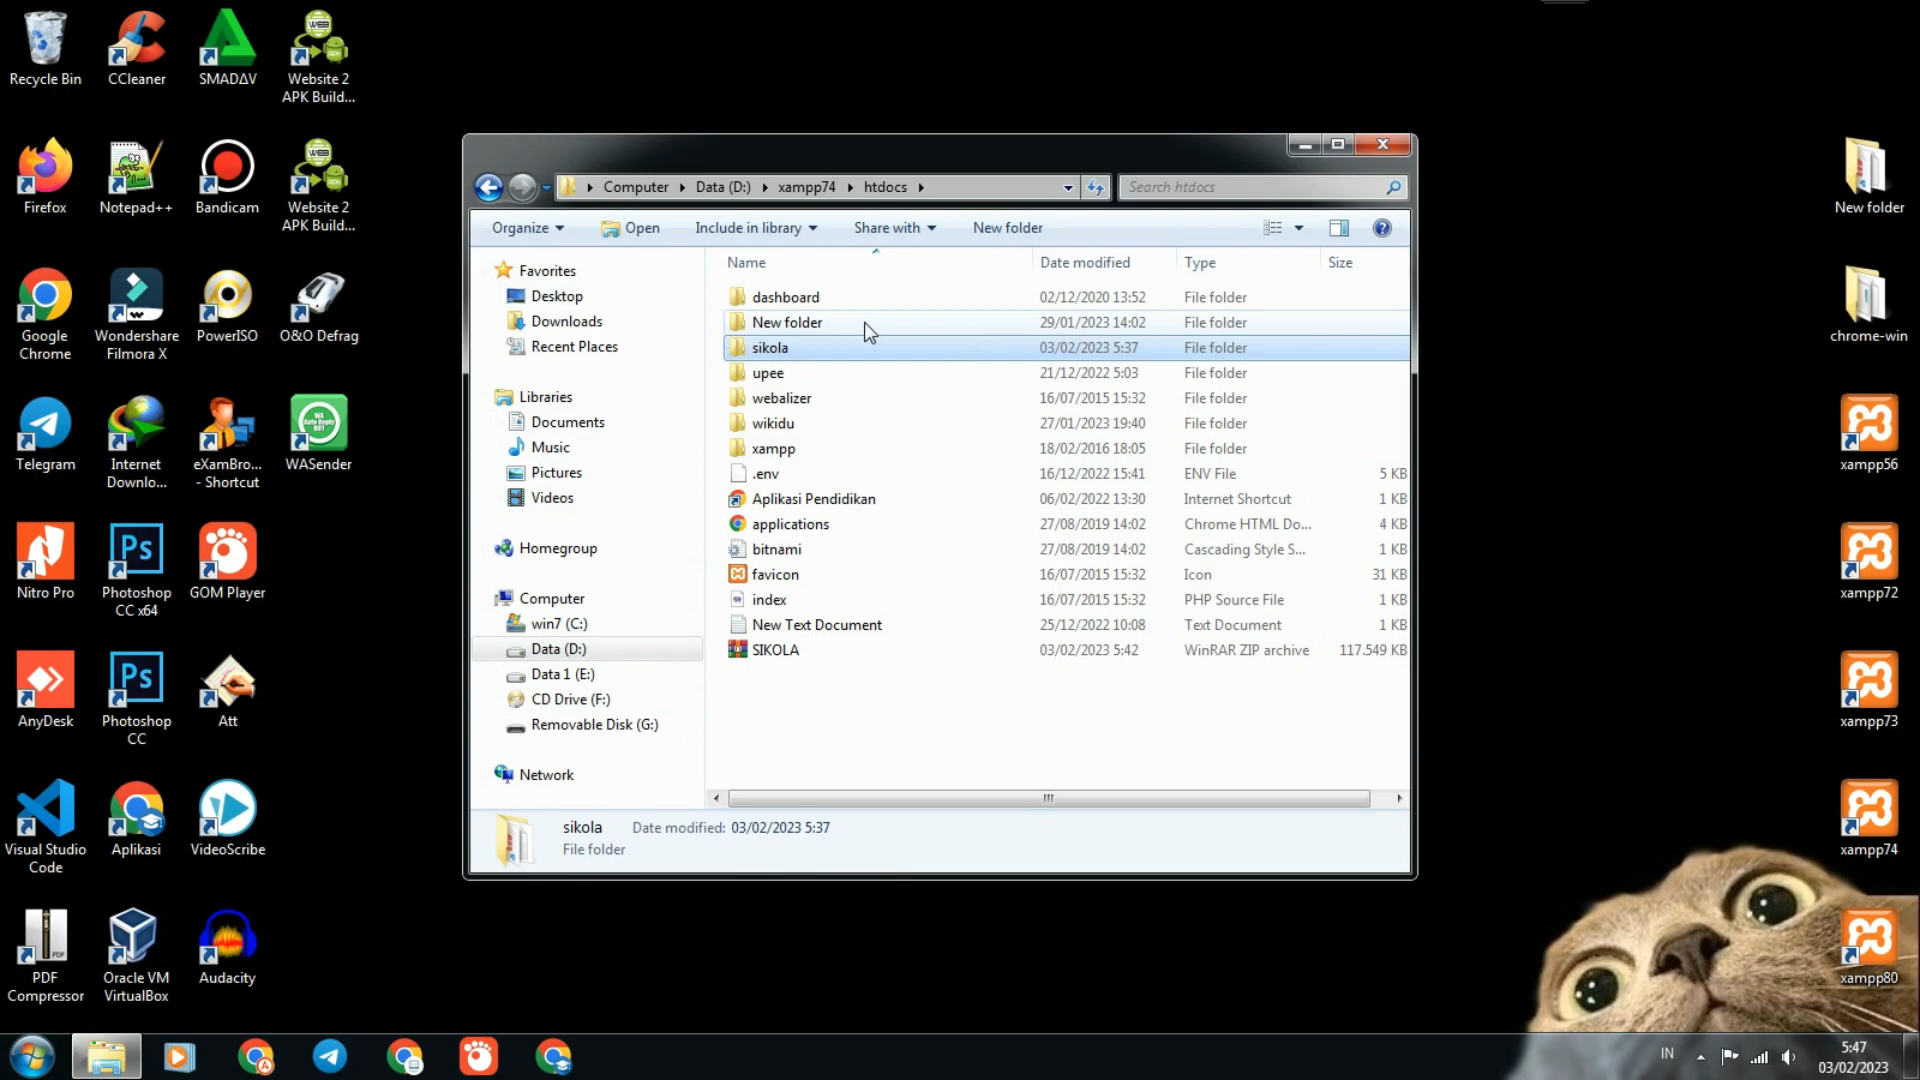 Recycle Bin
CCleaner
SMADΔV
Website 2
APK Build...
Firefox
Notepad++
Bandicam
Website 2
APK Build...
Google
Chrome
Wondershare
Filmora X
PowerISO
O&O Defrag
Telegram
Internet
Downlo...
eXamBro...
- Shortcut
WASender
Nitro Pro
Photoshop
CC x64
GOM Player
AnyDesk
Photoshop
CC
Att
Visual Studio
Code
Aplikasi
VideoScribe
PDF
Compressor
Oracle VM
VirtualBox
Audacity
Computer
Data (D:)
xampp74
htdocs
Search htdocs
Organize
Open
Include in library
Share with
New folder
Favorites
Desktop
Downloads
Recent Places
Libraries
Documents
Music
Pictures
Videos
Homegroup
Computer
win7 (C:)
Data (D:)
Data 1 (E:)
CD Drive (F:)
Removable Disk (G:)
Network
Name Date modified Type Size
dashboard 02/12/2020 13:52 File folder
New folder 29/01/2023 14:02 File folder
sikola 03/02/2023 5:37 File folder
upee 21/12/2022 5:03 File folder
webalizer 16/07/2015 15:32 File folder
wikidu 27/01/2023 19:40 File folder
xampp 18/02/2016 18:05 File folder
.env 16/12/2022 15:41 ENV File 5 KB
Aplikasi Pendidikan 06/02/2022 13:30 Internet Shortcut 1 KB
applications 27/08/2019 14:02 Chrome HTML Do... 4 KB
bitnami 27/08/2019 14:02 Cascading Style S... 1 KB
favicon 16/07/2015 15:32 Icon 31 KB
index 16/07/2015 15:32 PHP Source File 1 KB
New Text Document 25/12/2022 10:08 Text Document 1 KB
SIKOLA 03/02/2023 5:42 WinRAR ZIP archive 117.549 KB
sikola Date modified: 03/02/2023 5:37
File folder
New folder
chrome-win
xampp56
xampp72
xampp73
xampp74
xampp80
IN
5:47
03/02/2023